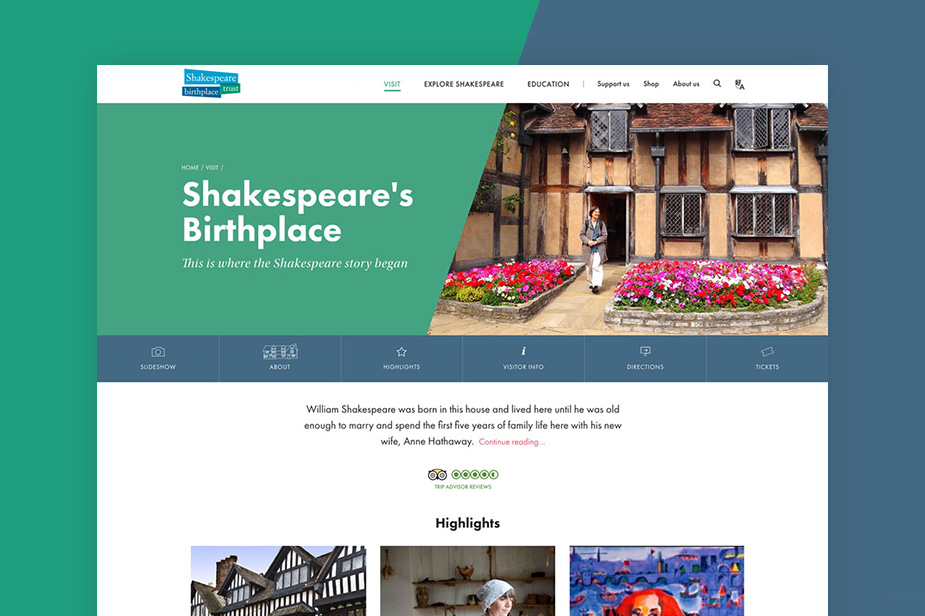 Shakespeare
birthplace trust
VISIT EXPLORE SHAKESPEARE EDUCATION | Support us Shop About us
HOME / VISIT /
Shakespeare's
Birthplace
This is where the Shakespeare story began
SLIDESHOW ABOUT HIGHLIGHTS VISITOR INFO DIRECTIONS TICKETS
William Shakespeare was born in this house and lived here until he was old
enough to marry and spend the first five years of family life here with his new
wife, Anne Hathaway. Continue reading...
TRIP ADVISOR REVIEWS
Highlights